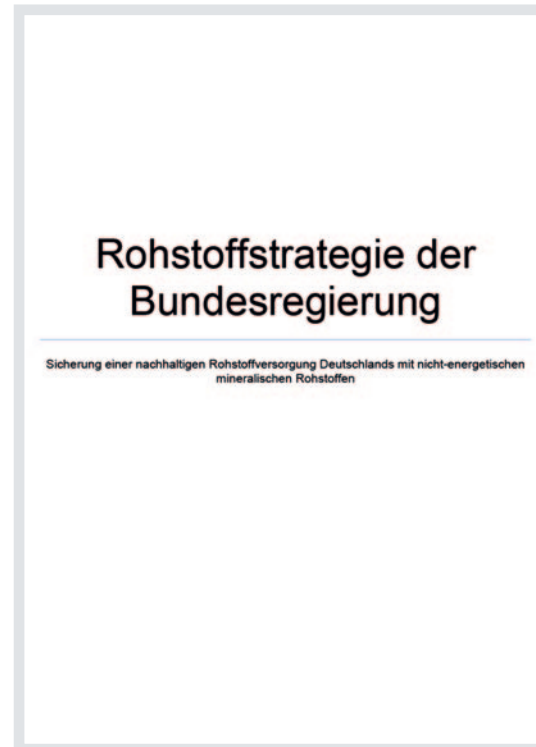 Rohstoffstrategie der
Bundesregierung
Sicherung einer nachhaltigen Rohstoffversorgung Deutschlands mit nicht-energetischen
mineralischen Rohstoffen